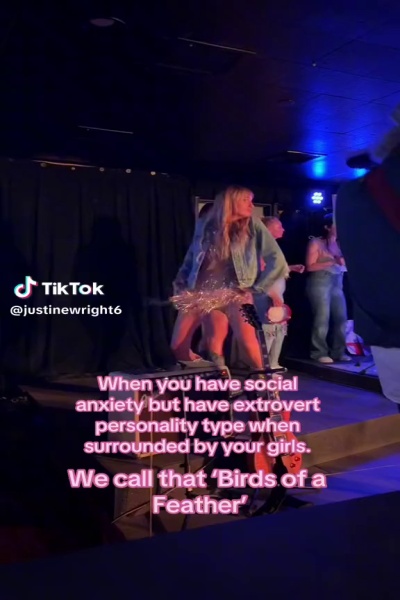 TikTok
@justinewright6
When you have social
anxiety but have extrovert
personality type when
surrounded by your girls.
We call that ‘Birds of a
Feather’